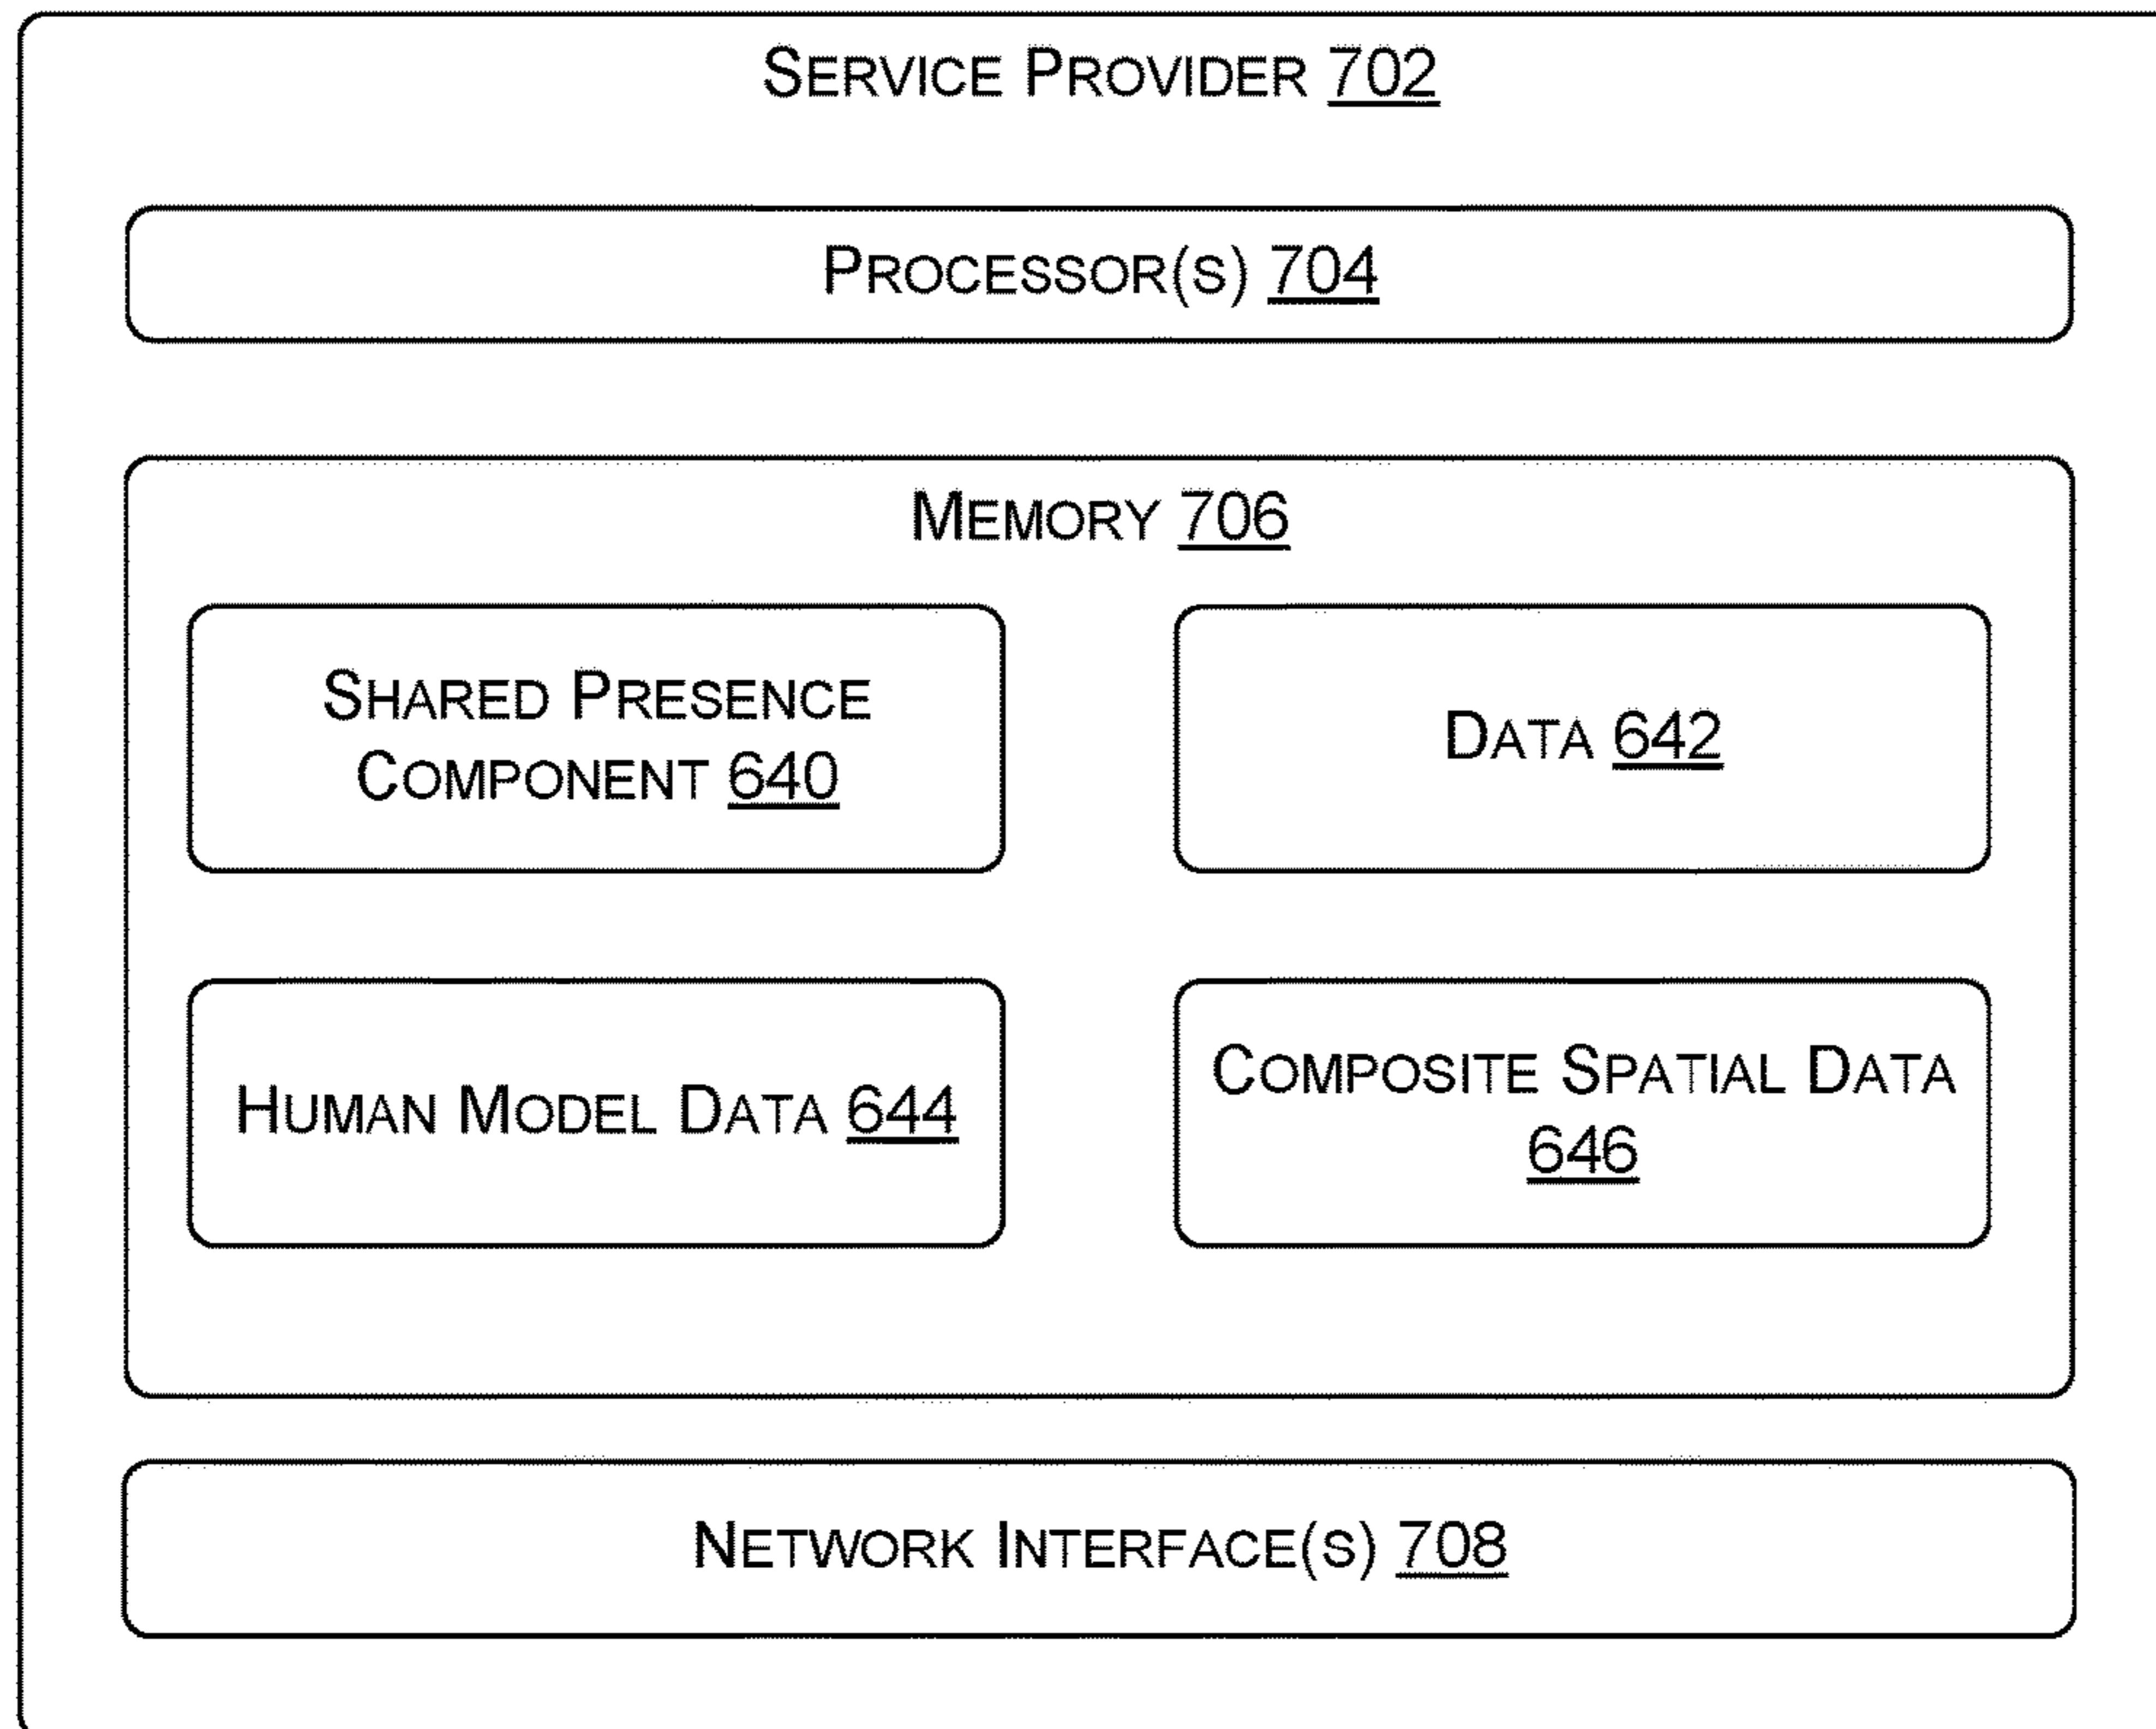 SERVICE PROVIDER 702
PROCESSOR(S) 704
MEMORY 706
SHARED PRESENCE
COMPONENT 640
DATA 642
HUMAN MODEL DATA 644
COMPOSITE SPATIAL DATA
646
NETWORK INTERFACE(S) 708